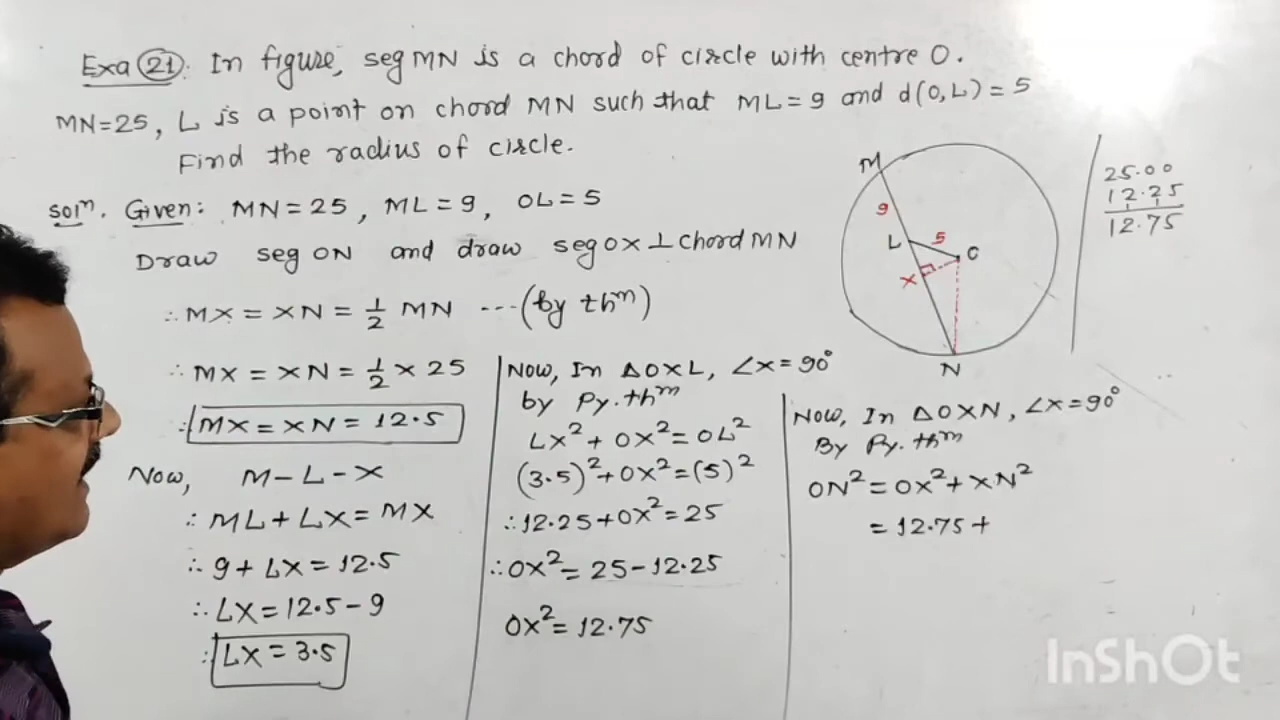 Exa 21: In figure, seg MN is a chord of circle with centre O.
MN=25, L is a point on chord MN such that ML=9 and d(O,L)=5
Find the radius of circle.
Solⁿ. Given: MN=25, ML=9, OL=5
Draw seg ON and draw seg OX ⊥ chord MN
∴ MX = XN = 1/2 MN ---(by thᵐ)
∴ MX = XN = 1/2 × 25
∴ MX = XN = 12.5
Now, M-L-X
∴ ML + LX = MX
∴ 9 + LX = 12.5
∴ LX = 12.5 - 9
∴ LX = 3.5
Now, In ΔOXL, ∠X=90°
by Py.thᵐ
LX² + OX² = OL²
(3.5)² + OX² = (5)²
∴ 12.25 + OX² = 25
∴ OX² = 25 - 12.25
OX² = 12.75
Now, In ΔOXN, ∠X=90°
By Py.thᵐ
ON² = OX² + XN²
= 12.75 +
M
9
L
5
O
X
N
25.00
12.25
12.75
InShOt